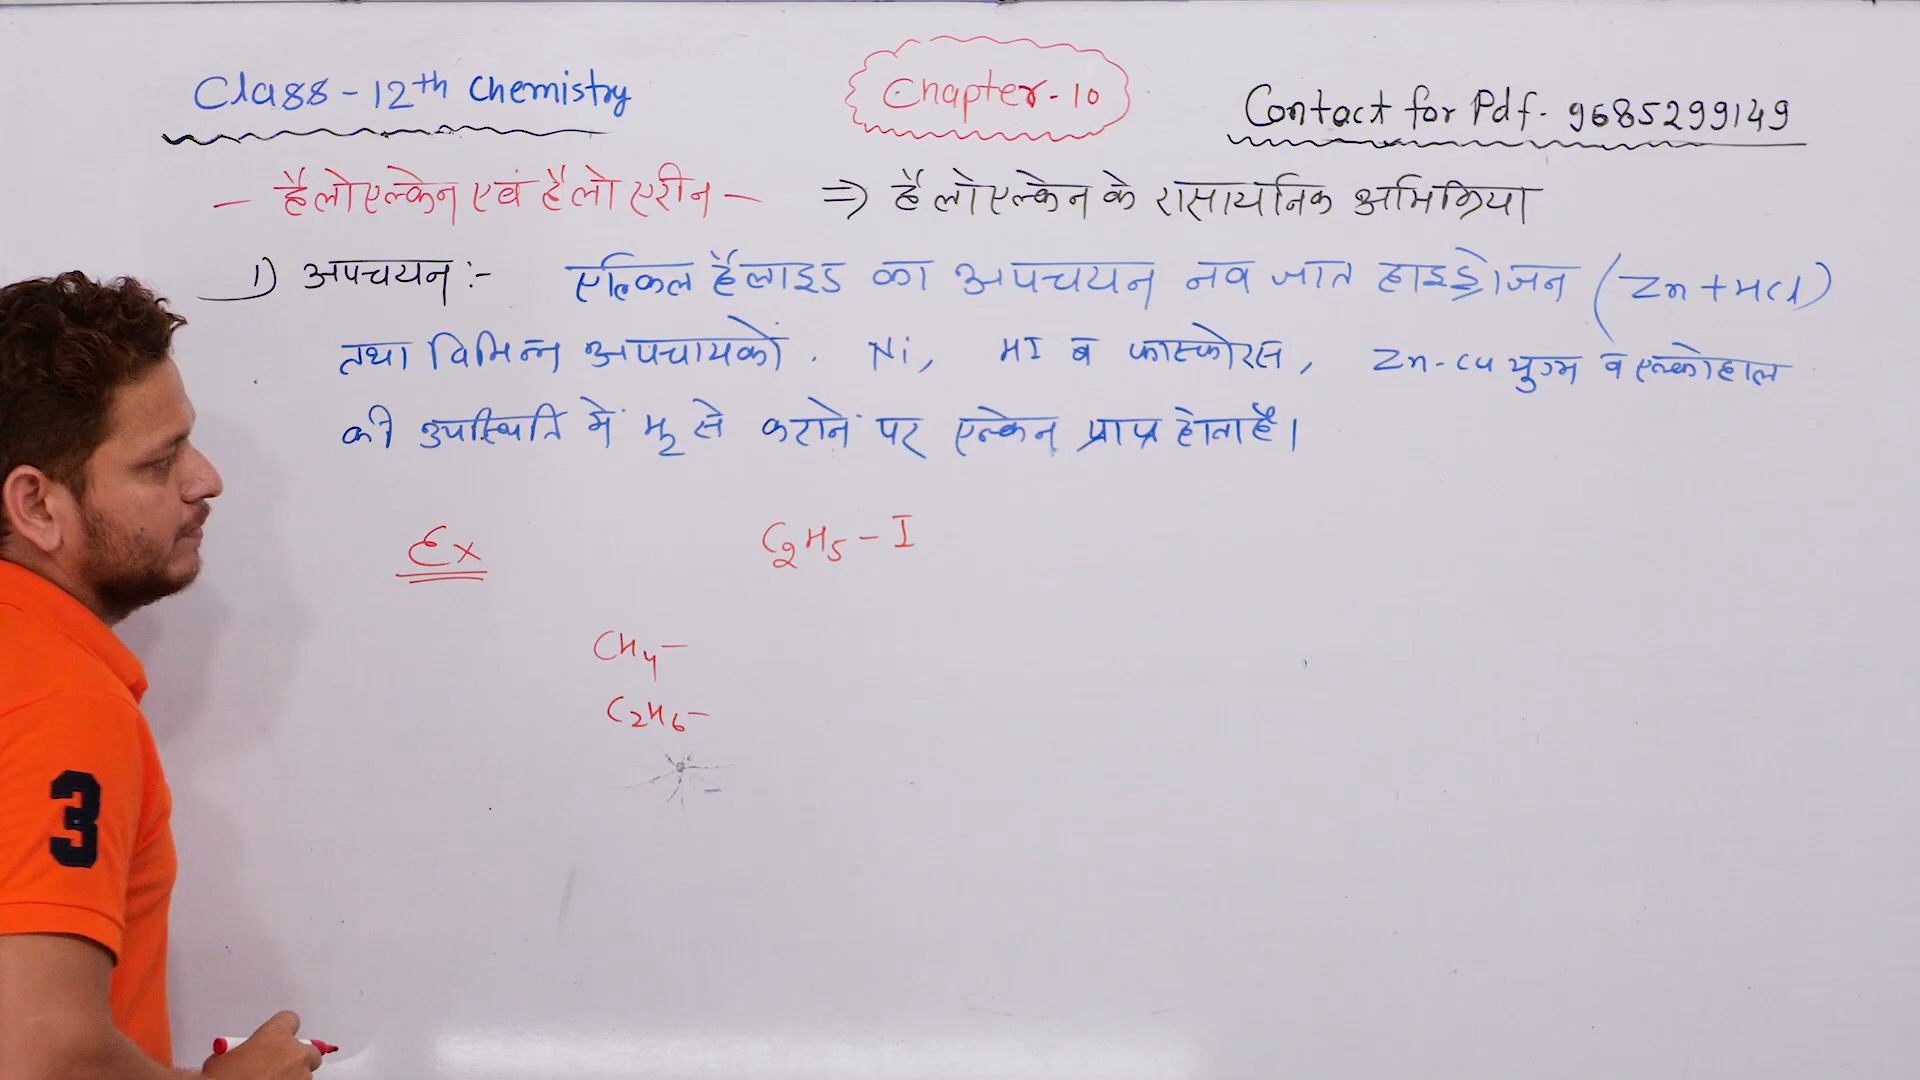 Class - 12th Chemistry
Chapter - 10
Contact for Pdf - 9685299149
- हैलोएल्केन एवं हैलोएरीन - ⇒ हैलोएल्केन के रासायनिक अभिक्रिया
1) अपचयन :- एल्किल हैलाइड का अपचयन नव जात हाइड्रोजन (Zn + HCl)
तथा विभिन्न अपचायको. Ni, HI व फास्फोरस, Zn-Cu युग्म व एल्कोहाल
की उपस्थिति में H2 से कराने पर एल्केन प्राप्त होता है।
Ex C2H5 - I
CH4 -
C2H6 -
3